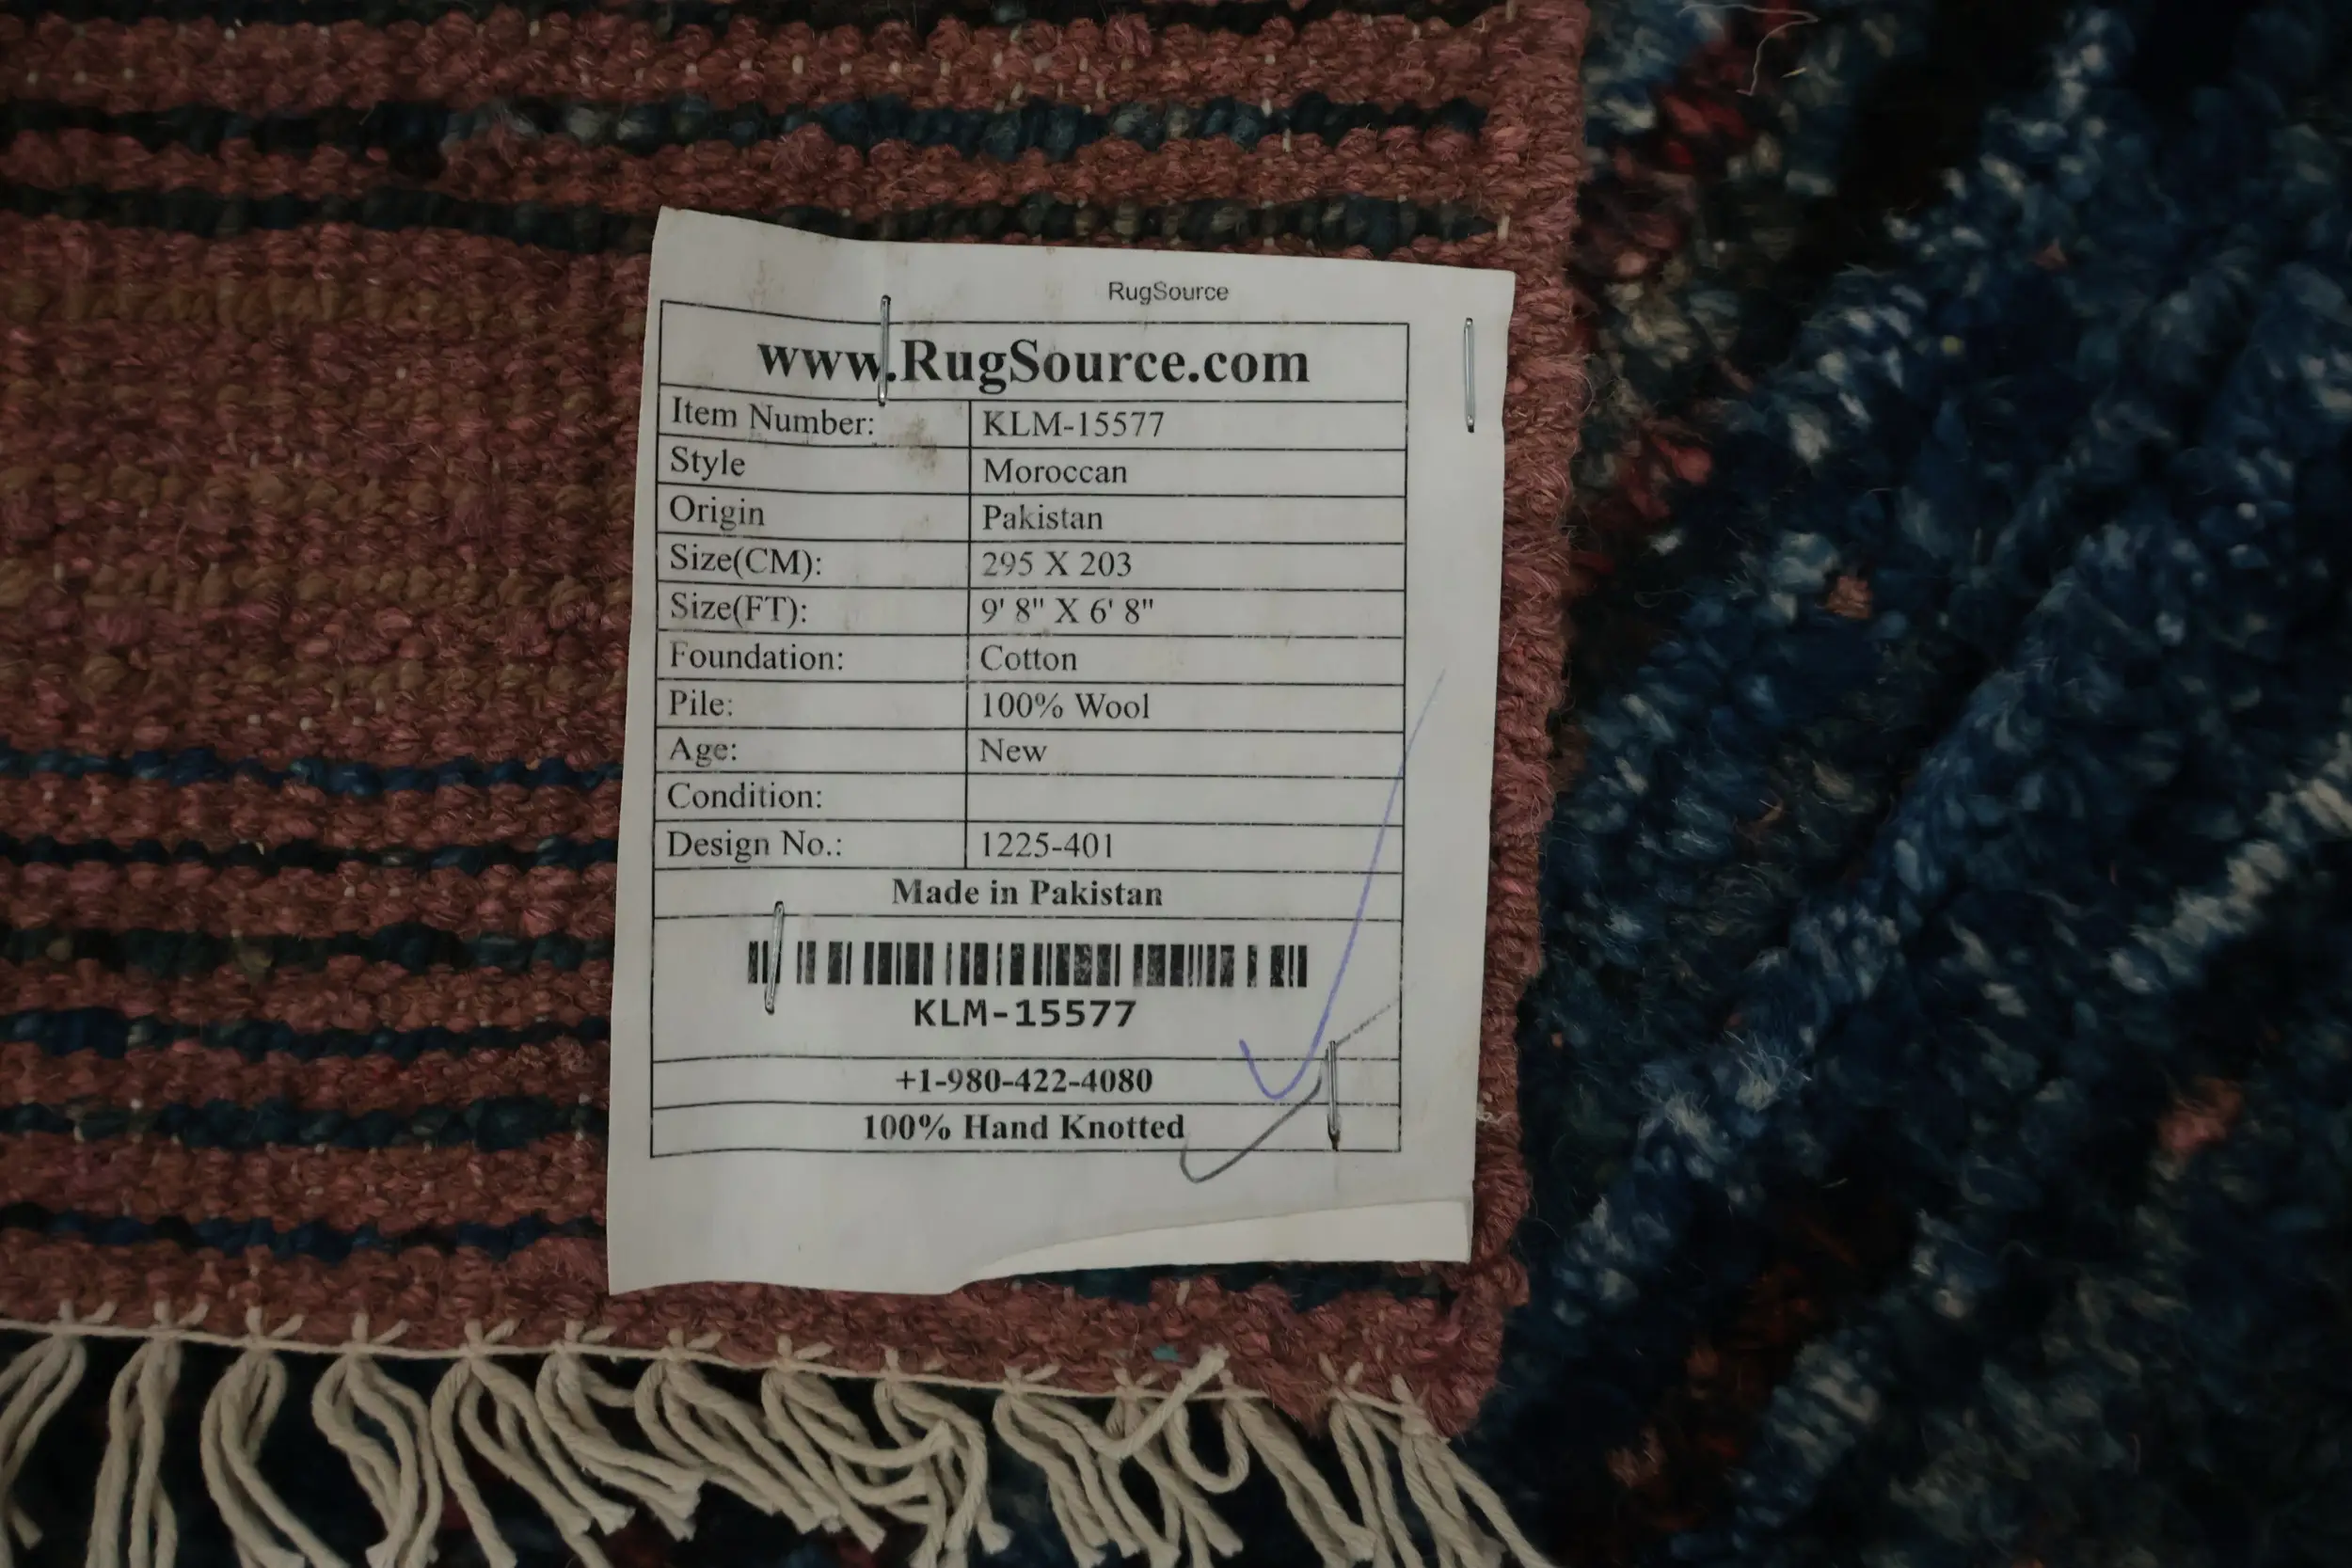 RugSource
www.RugSource.com
Item Number: KLM-15577
Style Moroccan
Origin Pakistan
Size(CM): 295 X 203
Size(FT): 9' 8" X 6' 8"
Foundation: Cotton
Pile: 100% Wool
Age: New
Condition:
Design No.: 1225-401
Made in Pakistan
KLM-15577
+1-980-422-4080
100% Hand Knotted